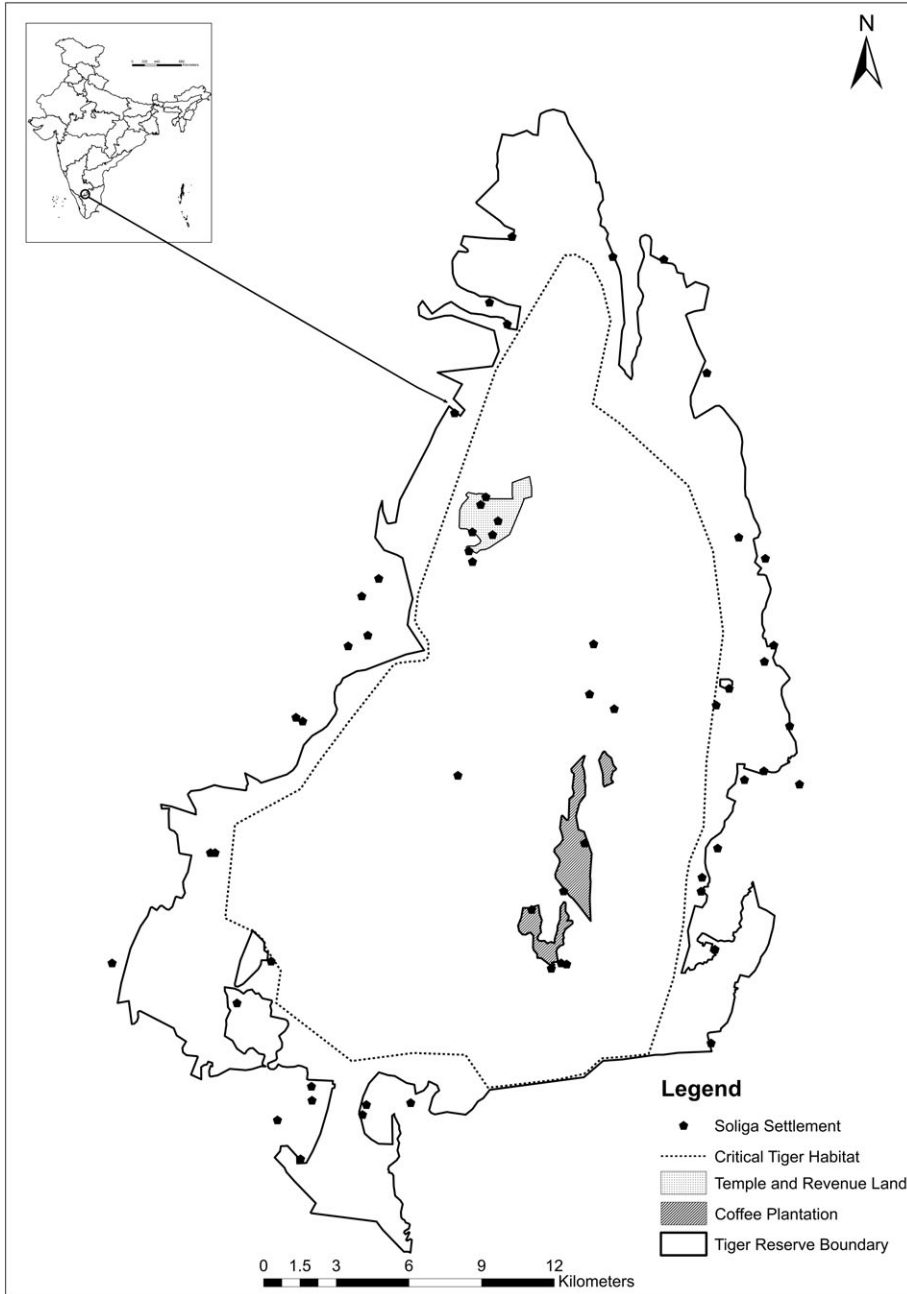 N
Legend
Soliga Settlement
Critical Tiger Habitat
Temple and Revenue Land
Coffee Plantation
Tiger Reserve Boundary
0 1.5 3 6 9 12
Kilometers